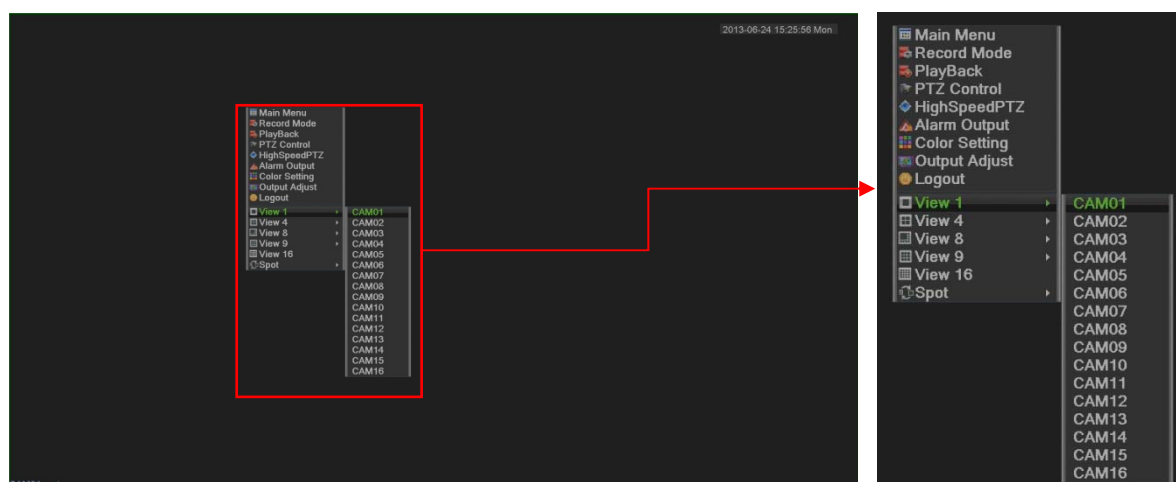 2013-06-24 15:25:56 Mon
Main Menu
Record Mode
PlayBack
PTZ Control
HighSpeedPTZ
Alarm Output
Color Setting
Output Adjust
Logout
View 1
View 4
View 8
View 9
View 16
Spot
CAM01
CAM02
CAM03
CAM04
CAM05
CAM06
CAM07
CAM08
CAM09
CAM10
CAM11
CAM12
CAM13
CAM14
CAM15
CAM16
Main Menu
Record Mode
PlayBack
PTZ Control
HighSpeedPTZ
Alarm Output
Color Setting
Output Adjust
Logout
View 1
View 4
View 8
View 9
View 16
Spot
CAM01
CAM02
CAM03
CAM04
CAM05
CAM06
CAM07
CAM08
CAM09
CAM10
CAM11
CAM12
CAM13
CAM14
CAM15
CAM16